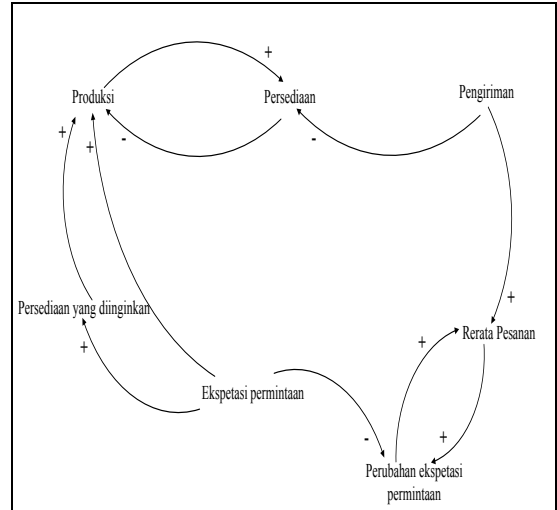 +
Produksi
Persediaan
Pengiriman
+
-
+
-
Persediaan yang diinginkan
+
Rerata Pesanan
+
+
Ekspetasi permintaan
-
+
Perubahan ekspetasi
permintaan